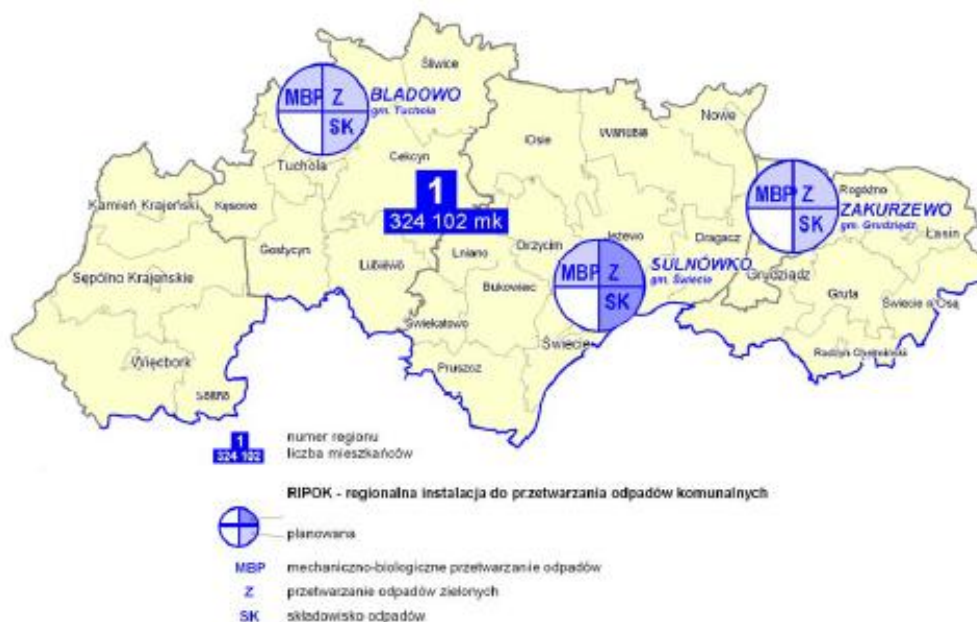 Śliwice
MBP Z
SK
BLADOWO
gm. Tuchola
Nowe
Osie
Warlubie
Tuchola
Cekcyn
MBP Z
SK
Rogóźno
ZAKURZEWO
gm. Grudziądz
Kamień Krajeński
Kęsowo
1
324 102 mk
Łasin
Gostycyn
Lniano
Drzycim
Jeżewo
Dragacz
Lubiewo
MBP Z
SK
SULNÓWKO
gm. Świecie
Grudziądz
Sępólno Krajeńskie
Bukowiec
Gruta
Świecie n/Osą
Świekatowo
Świecie
Radzyń Chełmiński
Więcbork
Pruszcz
Sośno
1
324 102
numer regionu
liczba mieszkańców
RIPOK - regionalna instalacja do przetwarzania odpadów komunalnych
planowana
MBP mechaniczno-biologiczne przetwarzanie odpadów
Z przetwarzanie odpadów zielonych
SK składowisko odpadów